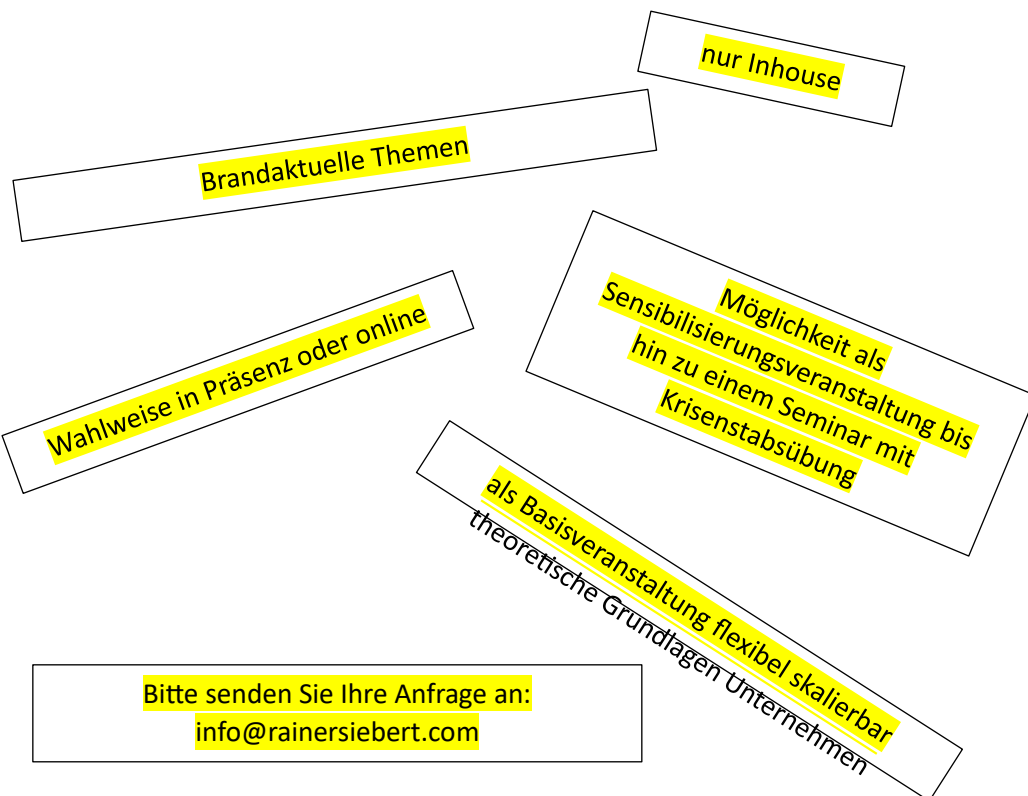 nur Inhouse
Brandaktuelle Themen
Möglichkeit als
Sensibilisierungsveranstaltung bis
hin zu einem Seminar mit
Krisenstabsübung
Wahlweise in Präsenz oder online
als Basisveranstaltung flexibel skalierbar
theoretische Grundlagen Unternehmen
Bitte senden Sie Ihre Anfrage an:
info@rainersiebert.com